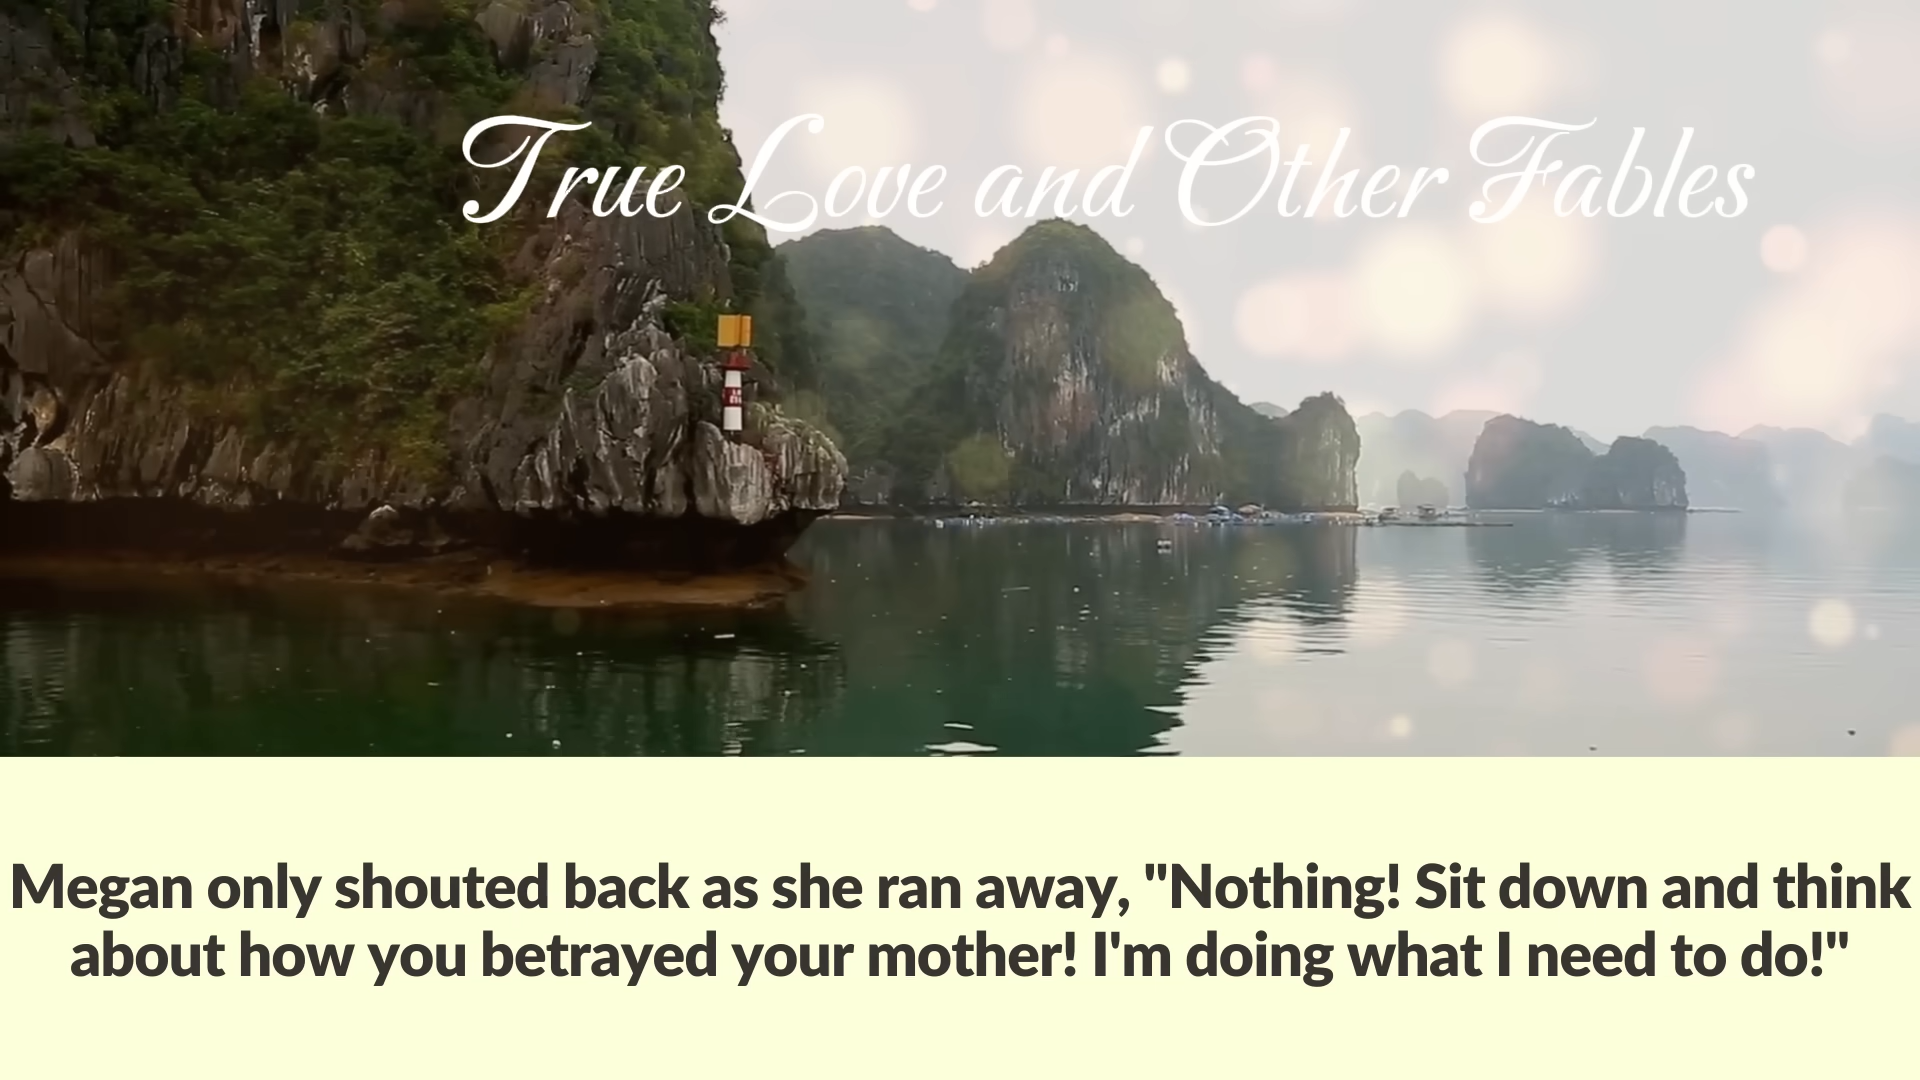 True Love and Other Fables
Megan only shouted back as she ran away, "Nothing! Sit down and think
about how you betrayed your mother! I'm doing what I need to do!"